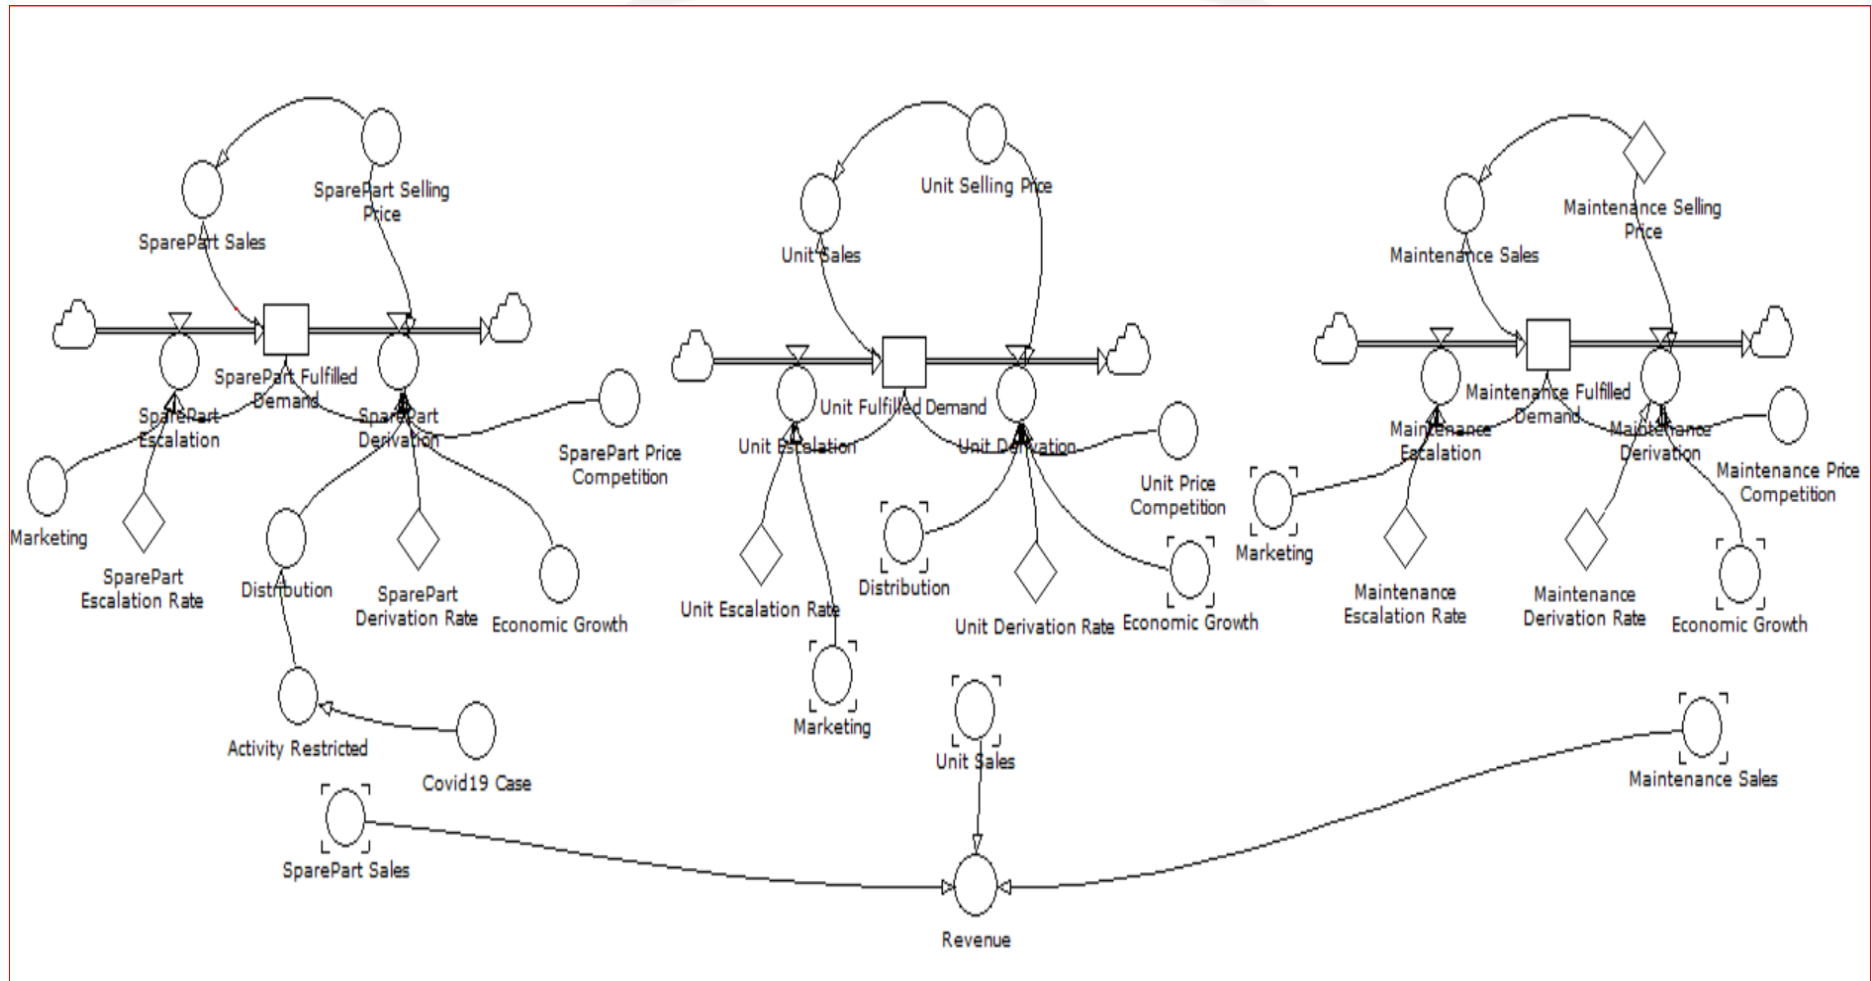 SparePart Selling
Price
SparePart Sales
SparePart Fulfilled
Demand
SparePart
Escalation
SparePart
Derivation
SparePart Price
Competition
Marketing
SparePart
Escalation Rate
Distribution
SparePart
Derivation Rate
Economic Growth
Activity Restricted
Covid19 Case
SparePart Sales
Unit Selling Price
Unit Sales
Unit Fulfilled Demand
Unit Escalation
Unit Derivation
Unit Price
Competition
Distribution
Unit Escalation Rate
Unit Derivation Rate
Economic Growth
Marketing
Unit Sales
Maintenance Selling
Price
Maintenance Sales
Maintenance Fulfilled
Demand
Maintenance
Escalation
Maintenance
Derivation
Maintenance Price
Competition
Marketing
Maintenance
Escalation Rate
Maintenance
Derivation Rate
Economic Growth
Maintenance Sales
Revenue